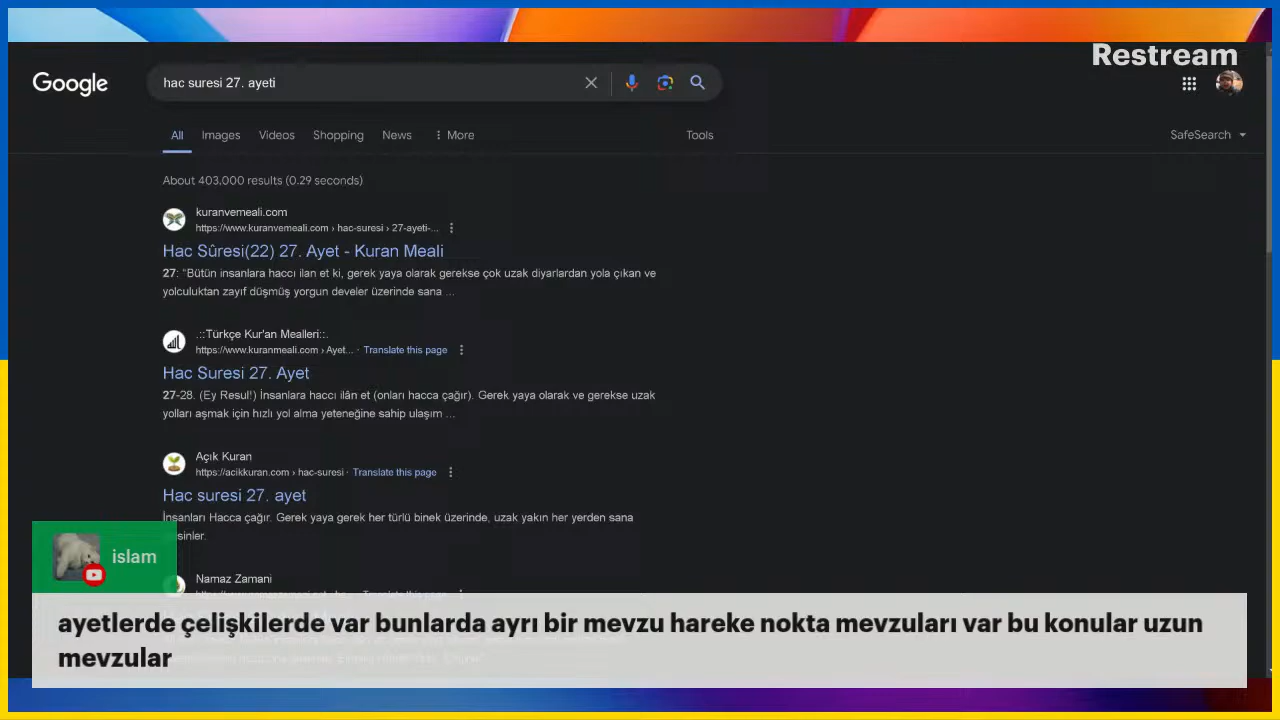 Restream
Google
hac suresi 27. ayeti
All Images Videos Shopping News More Tools SafeSearch
About 403,000 results (0.29 seconds)
kuranvemeali.com
https://www.kuranvemeali.com › hac-suresi › 27-ayeti-...
Hac Sûresi(22) 27. Ayet - Kuran Meali
27: “Bütün insanlara haccı ilan et ki, gerek yaya olarak gerekse çok uzak diyarlardan yola çıkan ve
yolculuktan zayıf düşmüş yorgun develer üzerinde sana ...
.::Türkçe Kur'an Mealleri::.
https://www.kuranmeali.com › Ayet... · Translate this page
Hac Suresi 27. Ayet
27-28. (Ey Resul!) İnsanlara haccı ilân et (onları hacca çağır). Gerek yaya olarak ve gerekse uzak
yolları aşmak için hızlı yol alma yeteneğine sahip ulaşım ...
Açık Kuran
https://acikkuran.com › hac-suresi · Translate this page
Hac suresi 27. ayet
İnsanları Hacca çağır. Gerek yaya gerek her türlü binek üzerinde, uzak yakın her yerden sana
islam
Namaz Zamani
ayetlerde çelişkilerde var bunlarda ayrı bir mevzu hareke nokta mevzuları var bu konular uzun
mevzular